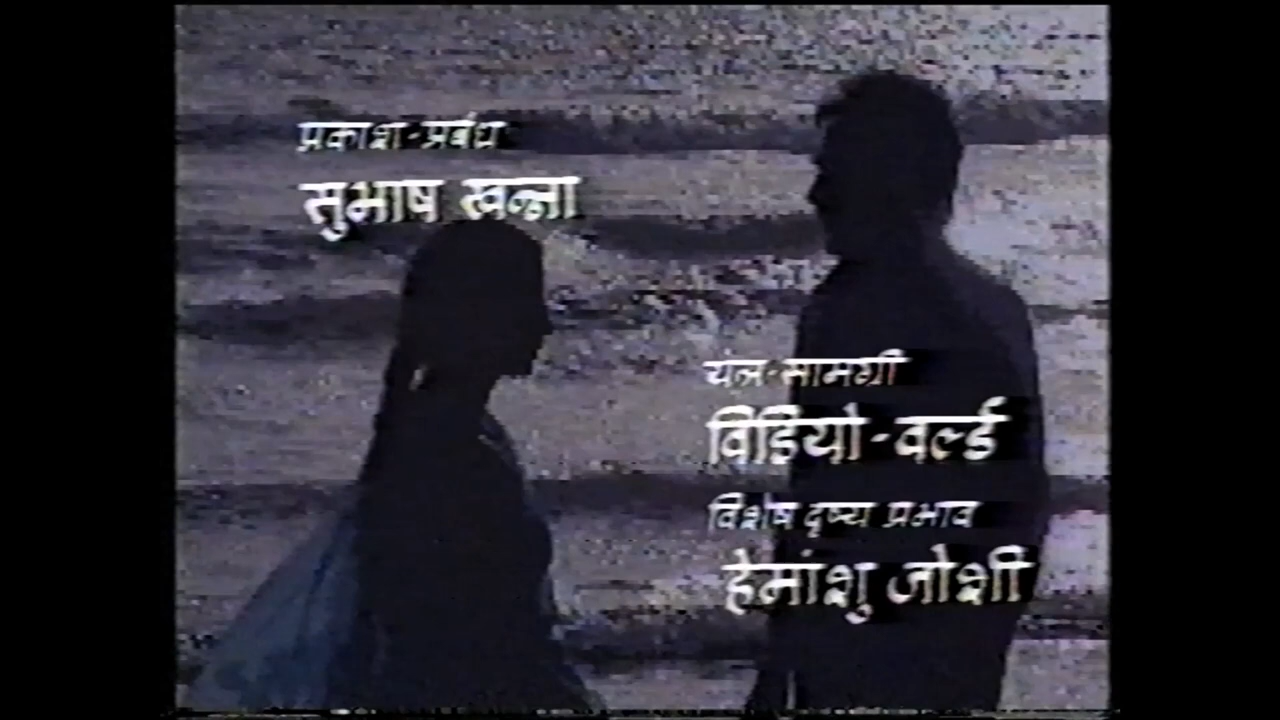 प्रकाश-प्रबंध
सुभाष खन्ना
यंत्र-सामग्री
विडियो-वर्ल्ड
विशेष दृष्य प्रभाव
हेमांशु जोशी